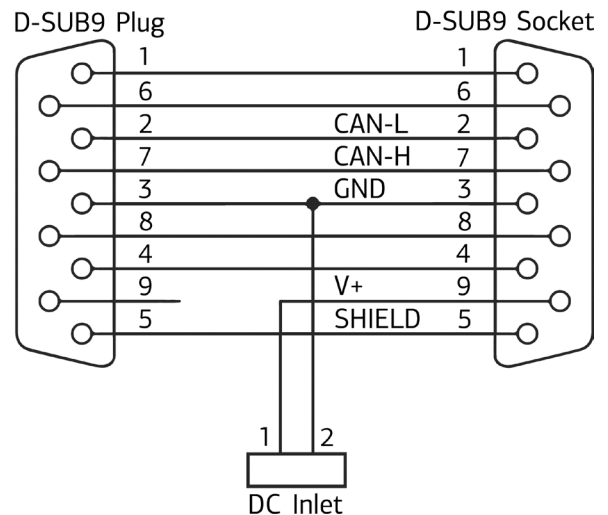 D-SUB9 Plug D-SUB9 Socket
1 1
6 6
2 CAN-L 2
7 CAN-H 7
3 GND 3
8 8
4 4
9 V+ 9
5 SHIELD 5
1 2
DC Inlet